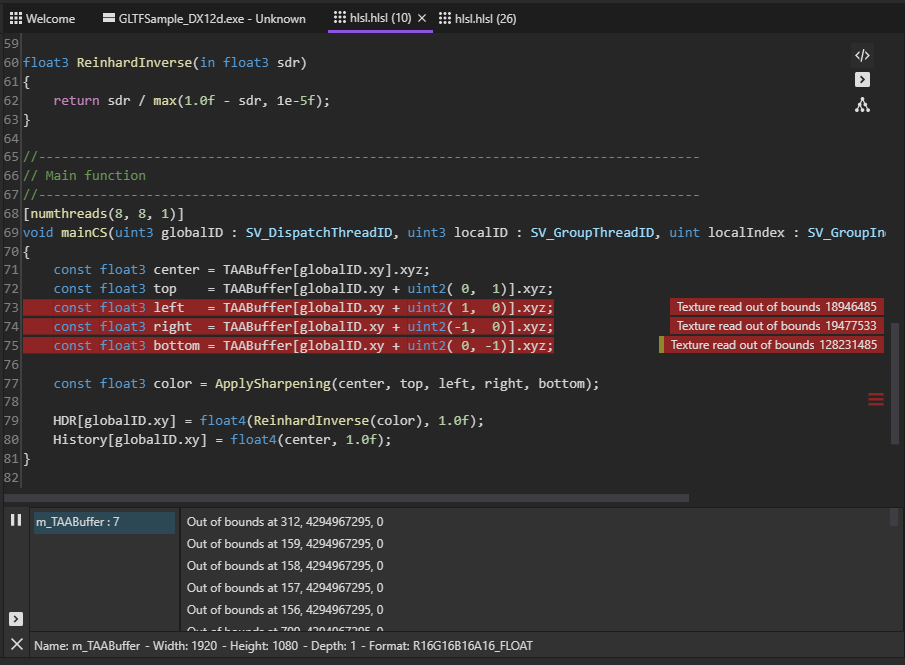 Welcome
GLTFSample_DX12d.exe - Unknown
hlsl.hlsl (10)
hlsl.hlsl (26)
59
60 float3 ReinhardInverse(in float3 sdr)
61 {
62     return sdr / max(1.0f - sdr, 1e-5f);
63 }
64
65 //----------------------------------------------------------------------------------------
66 // Main function
67 //----------------------------------------------------------------------------------------
68 [numthreads(8, 8, 1)]
69 void mainCS(uint3 globalID : SV_DispatchThreadID, uint3 localID : SV_GroupThreadID, uint localIndex : SV_GroupIn
70 {
71     const float3 center = TAABuffer[globalID.xy].xyz;
72     const float3 top    = TAABuffer[globalID.xy + uint2( 0,  1)].xyz;
73     const float3 left   = TAABuffer[globalID.xy + uint2( 1,  0)].xyz; Texture read out of bounds 18946485
74     const float3 right  = TAABuffer[globalID.xy + uint2(-1,  0)].xyz; Texture read out of bounds 19477533
75     const float3 bottom = TAABuffer[globalID.xy + uint2( 0, -1)].xyz; Texture read out of bounds 128231485
76
77     const float3 color = ApplySharpening(center, top, left, right, bottom);
78
79     HDR[globalID.xy] = float4(ReinhardInverse(color), 1.0f);
80     History[globalID.xy] = float4(center, 1.0f);
81 }
82
m_TAABuffer : 7
Out of bounds at 312, 4294967295, 0
Out of bounds at 159, 4294967295, 0
Out of bounds at 158, 4294967295, 0
Out of bounds at 157, 4294967295, 0
Out of bounds at 156, 4294967295, 0
Name: m_TAABuffer - Width: 1920 - Height: 1080 - Depth: 1 - Format: R16G16B16A16_FLOAT